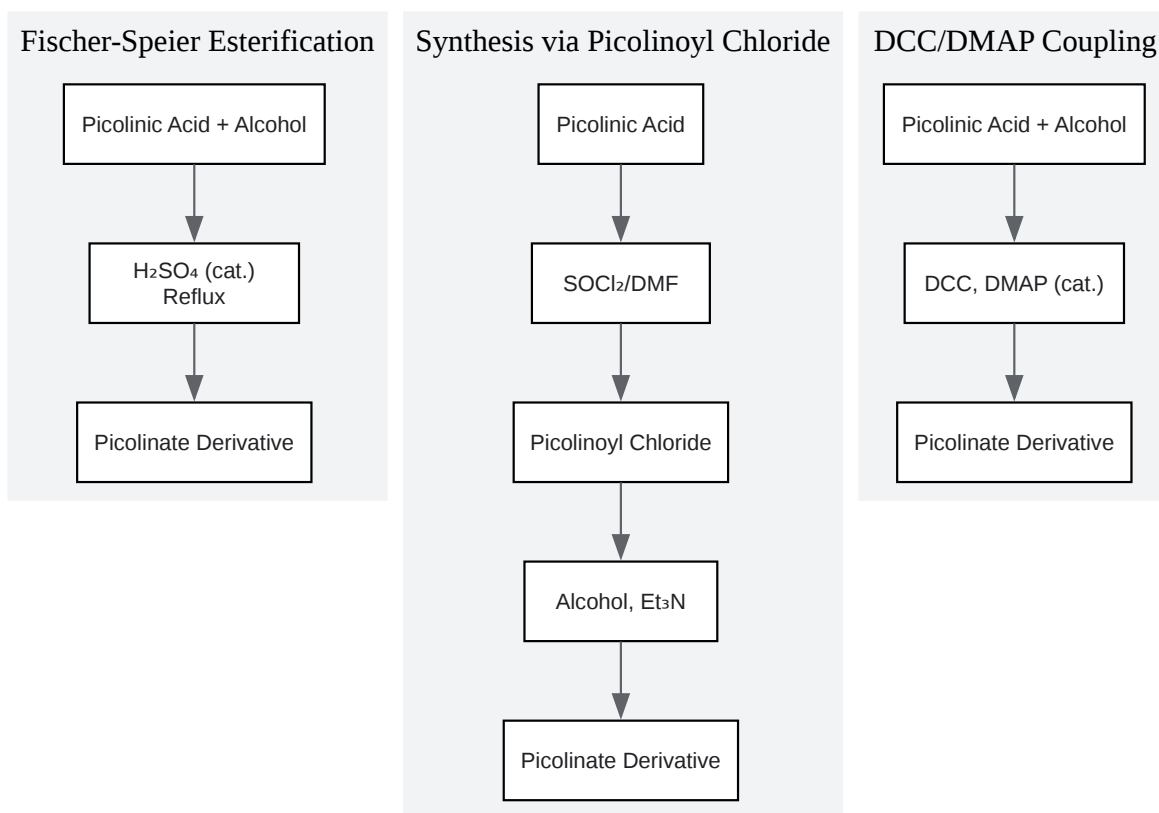 Fischer-Speier Esterification
Picolinic Acid + Alcohol
H₂SO₄ (cat.)
Reflux
Picolinate Derivative
Synthesis via Picolinoyl Chloride
Picolinic Acid
SOCl₂/DMF
Picolinoyl Chloride
Alcohol, Et₃N
Picolinate Derivative
DCC/DMAP Coupling
Picolinic Acid + Alcohol
DCC, DMAP (cat.)
Picolinate Derivative